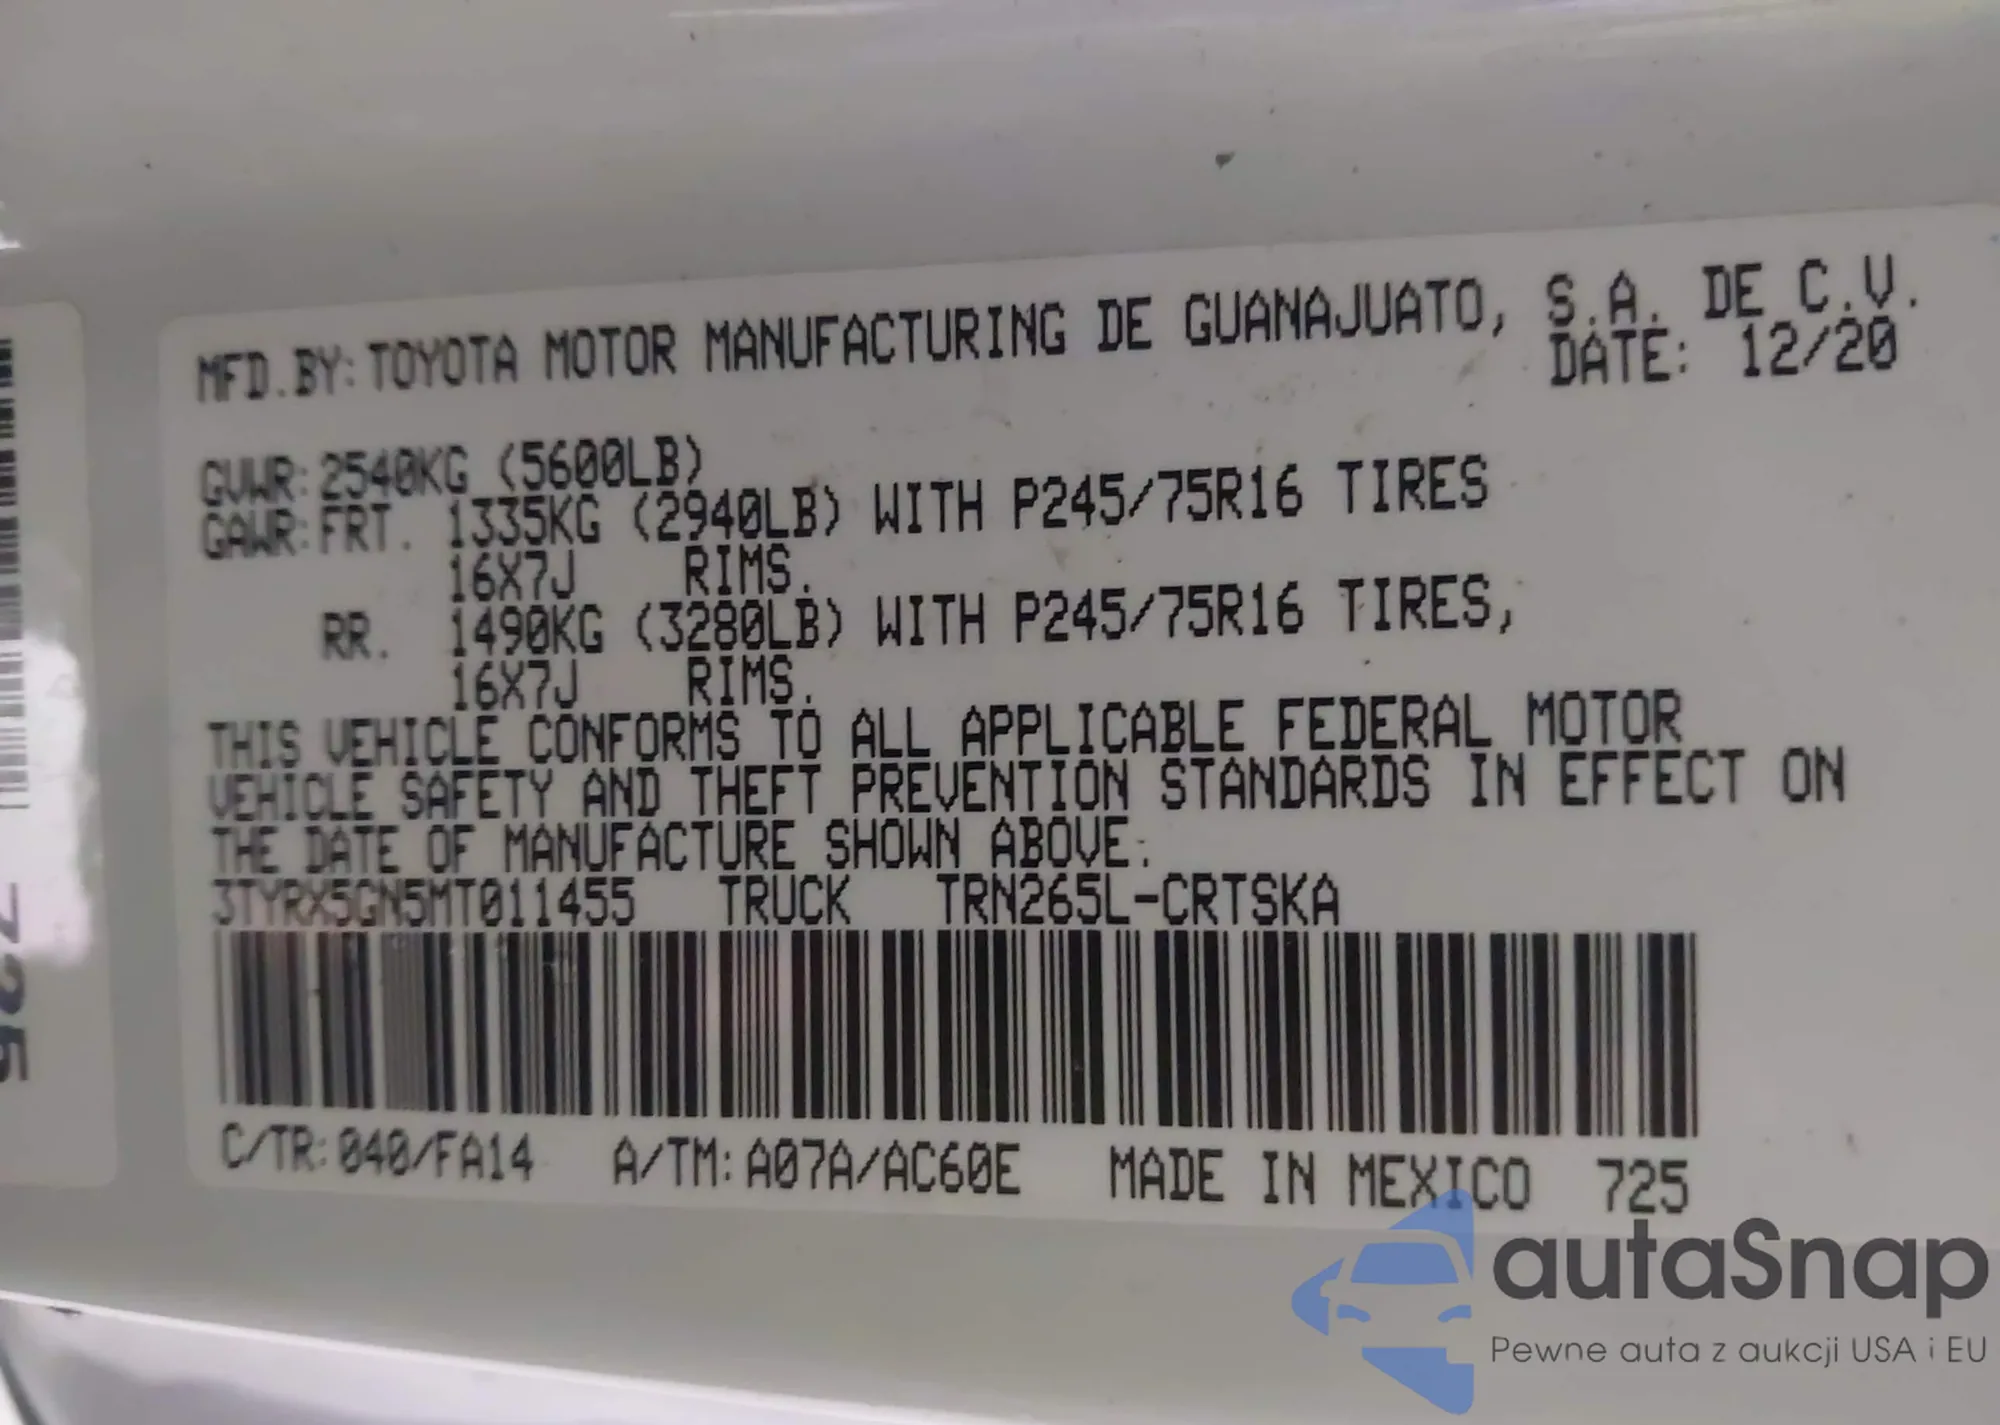 MFD.BY: TOYOTA MOTOR MANUFACTURING DE GUANAJUATO, S.A. DE C.V.
DATE: 12/20
GVWR: 2540KG (5600LB)
GAWR: FRT. 1335KG (2940LB) WITH P245/75R16 TIRES
16X7J RIMS.
RR. 1490KG (3280LB) WITH P245/75R16 TIRES,
16X7J RIMS.
THIS VEHICLE CONFORMS TO ALL APPLICABLE FEDERAL MOTOR
VEHICLE SAFETY AND THEFT PREVENTION STANDARDS IN EFFECT ON
THE DATE OF MANUFACTURE SHOWN ABOVE.
3TYRX5GN5MT011455 TRUCK TRN265L-CRTSKA
C/TR: 040/FA14 A/TM: A07A/AC60E MADE IN MEXICO 725
725
autaSnap
Pewne auta z aukcji USA i EU